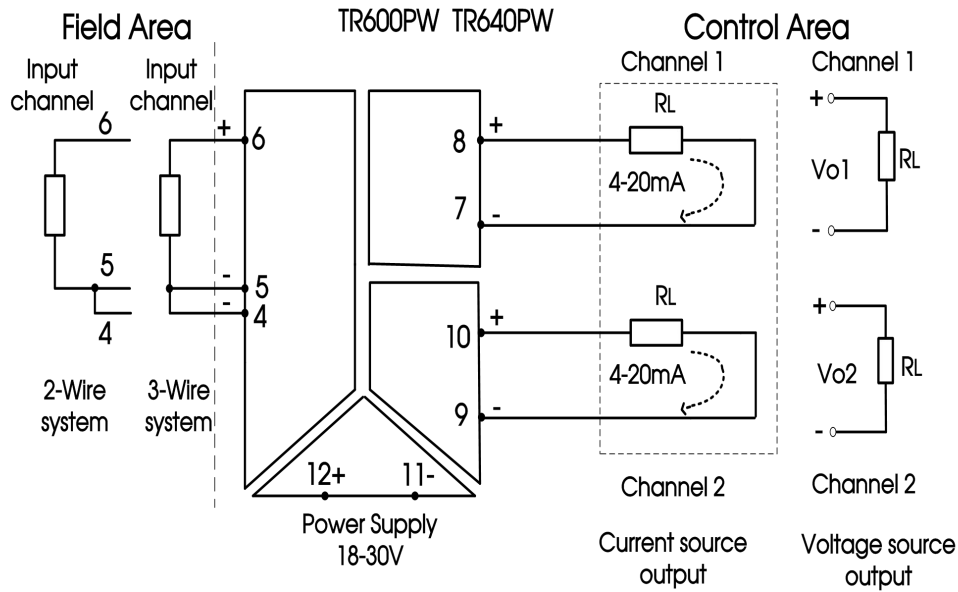 Field Area
TR600PW TR640PW
Control Area
Input
channel
Input
channel
Channel 1
Channel 1
6
+
6
8
+
RL
4-20mA
7
-
+
Vo1
RL
-
5
4
-
5
-
4
10
+
RL
4-20mA
9
-
+
Vo2
RL
-
2-Wire
system
3-Wire
system
12+
11-
Power Supply
18-30V
Channel 2
Channel 2
Current source
output
Voltage source
output